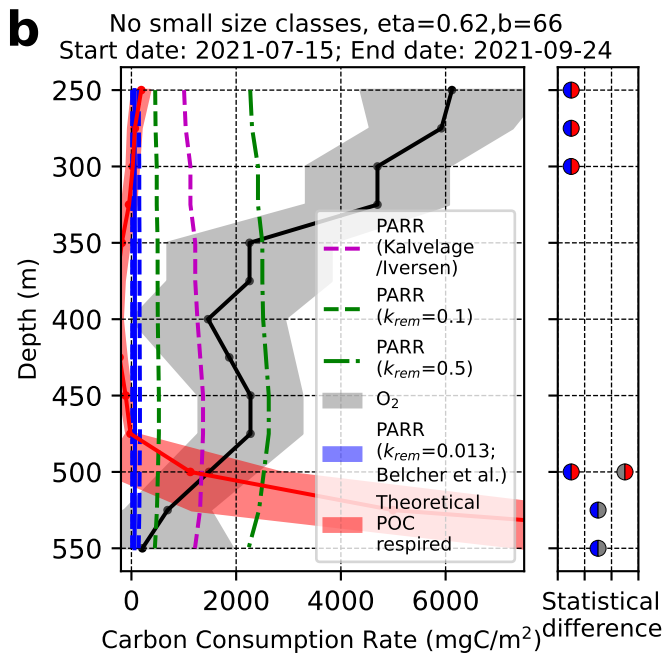 b
No small size classes, eta=0.62,b=66
Start date: 2021-07-15; End date: 2021-09-24
250
300
350
400
450
500
550
Depth (m)
PARR
(Kalvelage
/Iversen)
PARR
(k_rem=0.1)
PARR
(k_rem=0.5)
O₂
PARR
(k_rem=0.013;
Belcher et al.)
Theoretical
POC
respired
0 2000 4000 6000
Carbon Consumption Rate (mgC/m²)
Statistical
difference